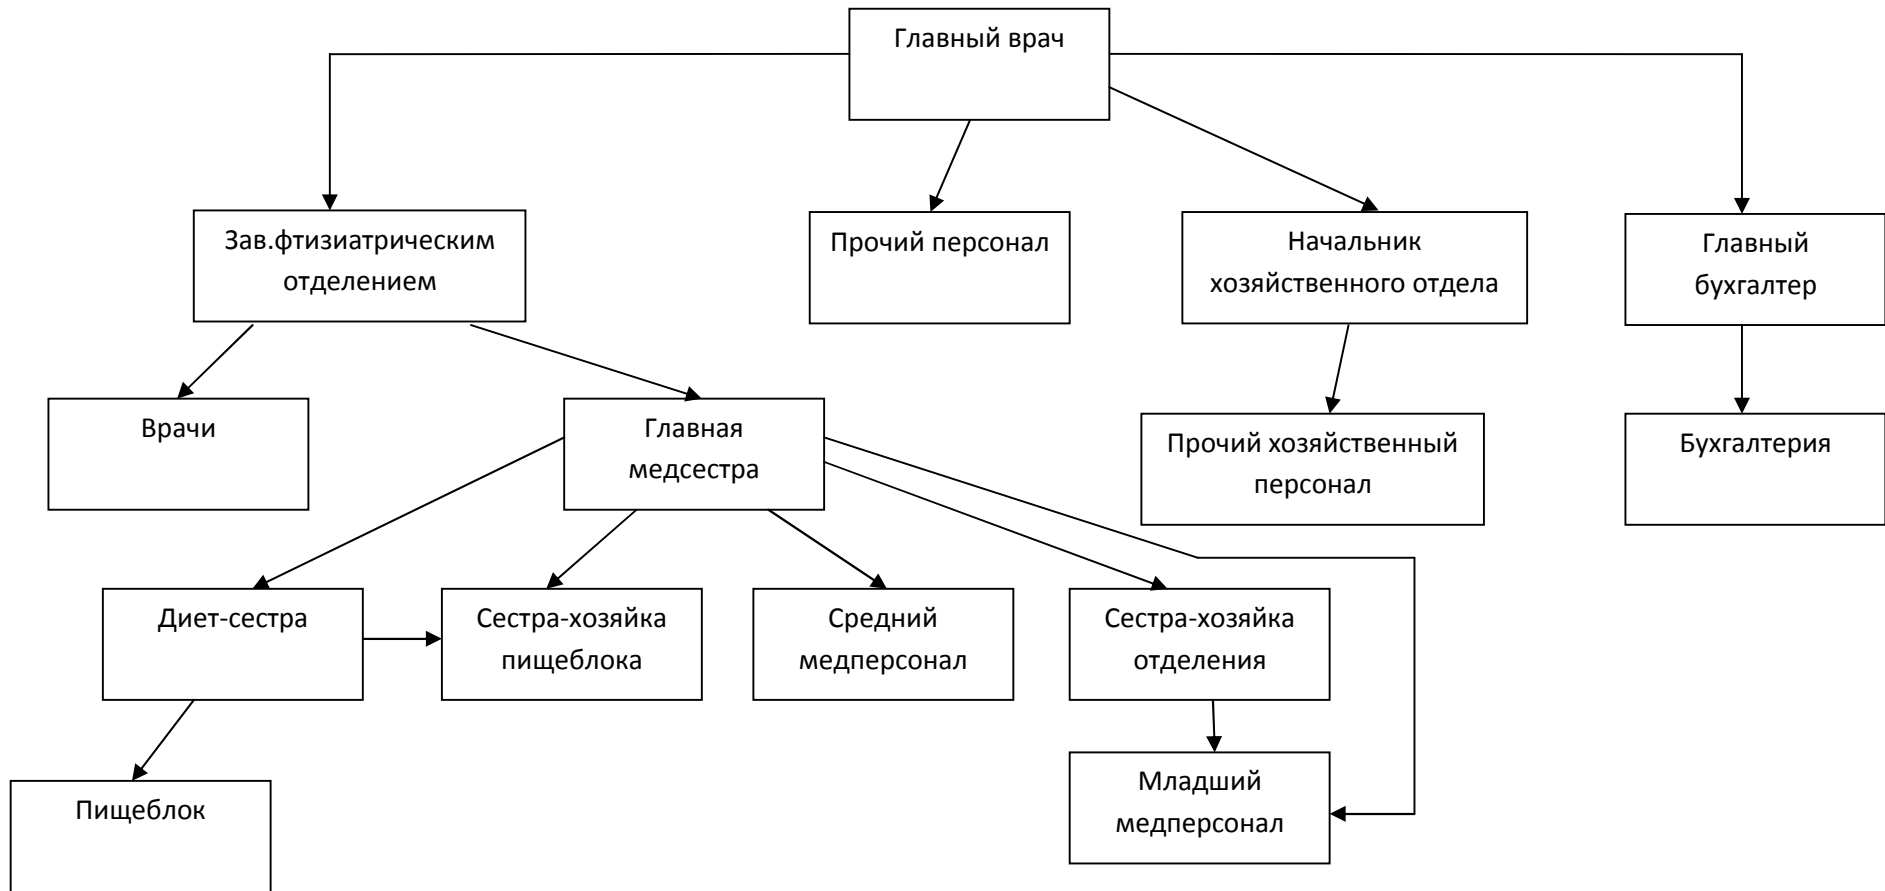 Главный врач
Зав.фтизиатрическим
отделением
Прочий персонал
Начальник
хозяйственного отдела
Главный
бухгалтер
Врачи
Главная
медсестра
Прочий хозяйственный
персонал
Бухгалтерия
Диет-сестра
Сестра-хозяйка
пищеблока
Средний
медперсонал
Сестра-хозяйка
отделения
Пищеблок
Младший
медперсонал